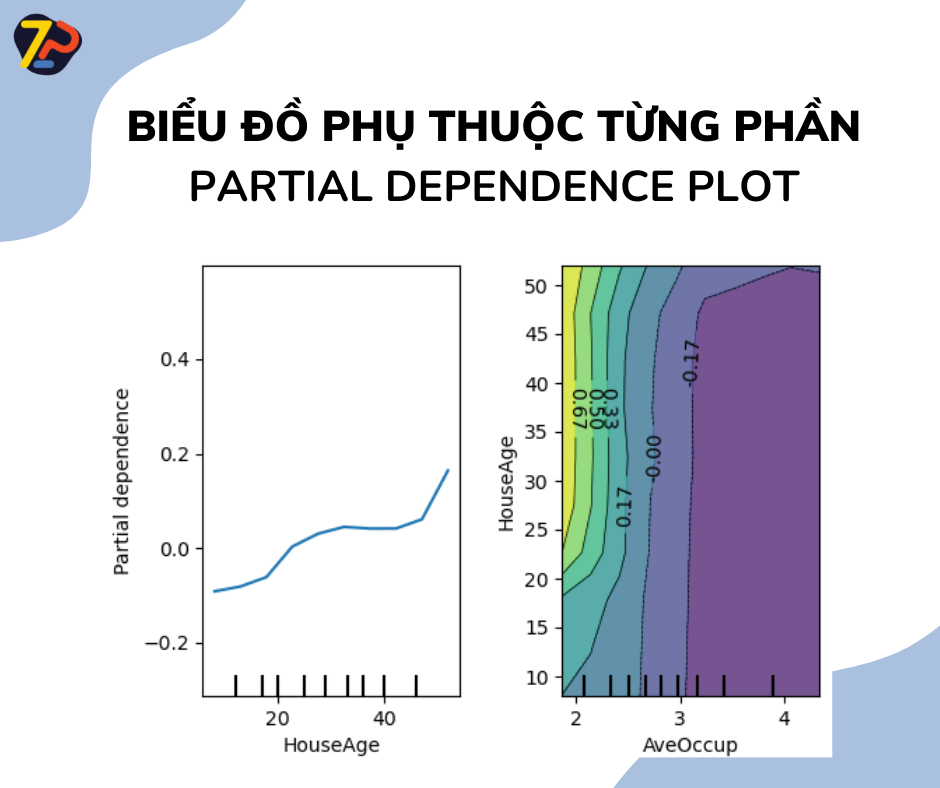 BIỂU ĐỒ PHỤ THUỘC TỪNG PHẦN
PARTIAL DEPENDENCE PLOT
Partial dependence
0.4
0.2
0.0
−0.2
20 40
HouseAge
HouseAge
50
45
40
35
30
25
20
15
10
0.67
0.50
0.33
0.17
-0.00
-0.17
2 3 4
AveOccup